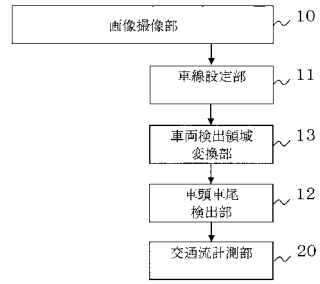 画像撮像部
10
車線設定部
11
車両検出領域
変換部
13
車頭車尾
検出部
12
交通流計測部
20